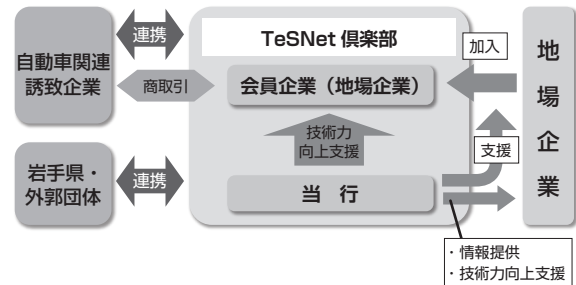 自動車関連
誘致企業
連携
商取引
TeSNet 倶楽部
会員企業（地場企業）
技術力
向上支援
当　行
加入
支援
地場企業
岩手県・
外郭団体
連携
・情報提供
・技術力向上支援